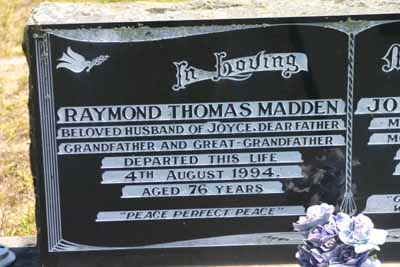 In Loving
RAYMOND THOMAS MADDEN
BELOVED HUSBAND OF JOYCE. DEAR FATHER
GRANDFATHER AND GREAT-GRANDFATHER
DEPARTED THIS LIFE
4TH AUGUST 1994.
AGED 76 YEARS
"PEACE PERFECT PEACE"